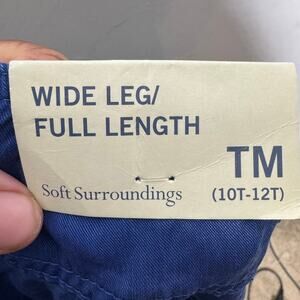 WIDE LEG/
FULL LENGTH
TM
Soft Surroundings
(10T-12T)